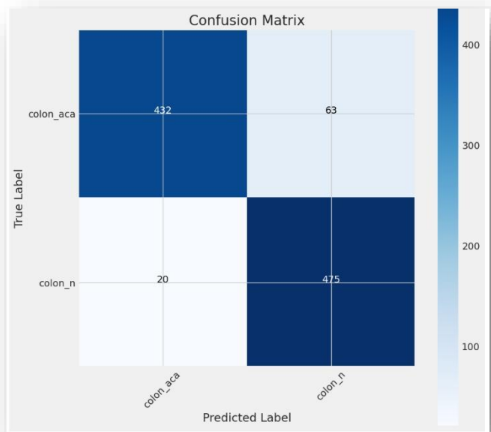 Confusion Matrix
400
colon_aca
432
63
300
True Label
200
colon_n
20
475
100
colon_aca
colon_n
Predicted Label